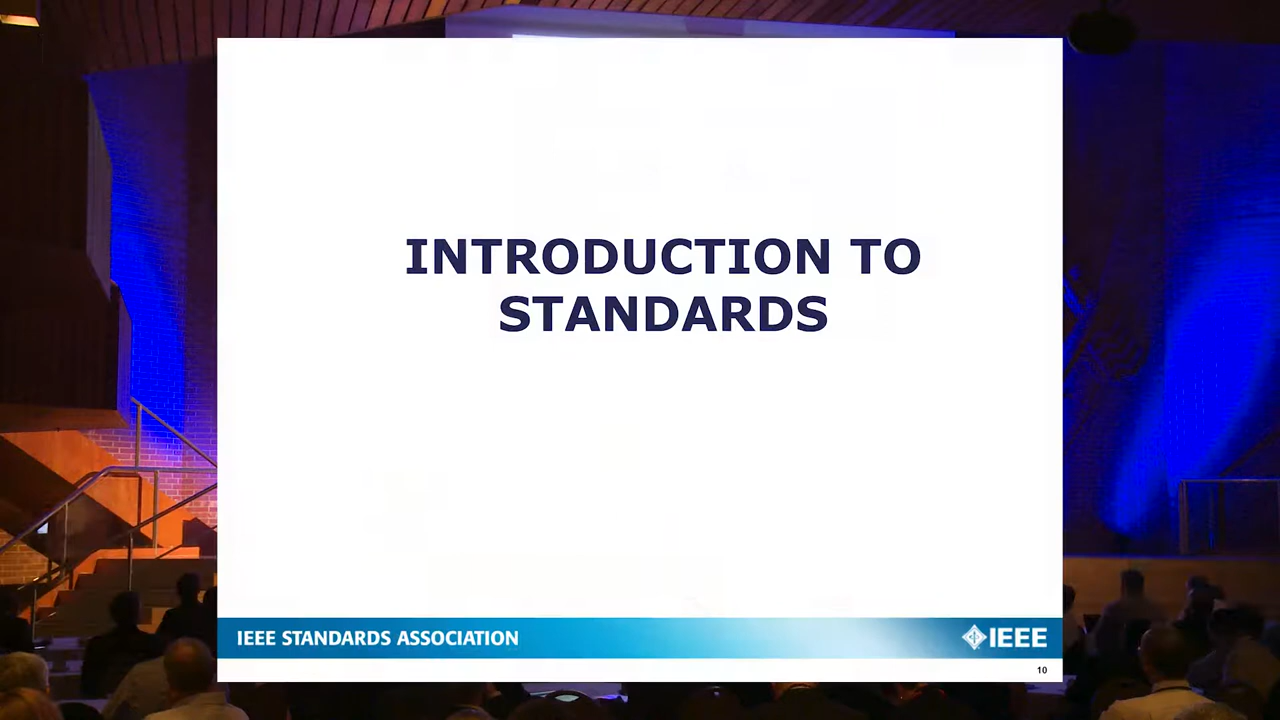 INTRODUCTION TO
STANDARDS
IEEE STANDARDS ASSOCIATION
IEEE
10